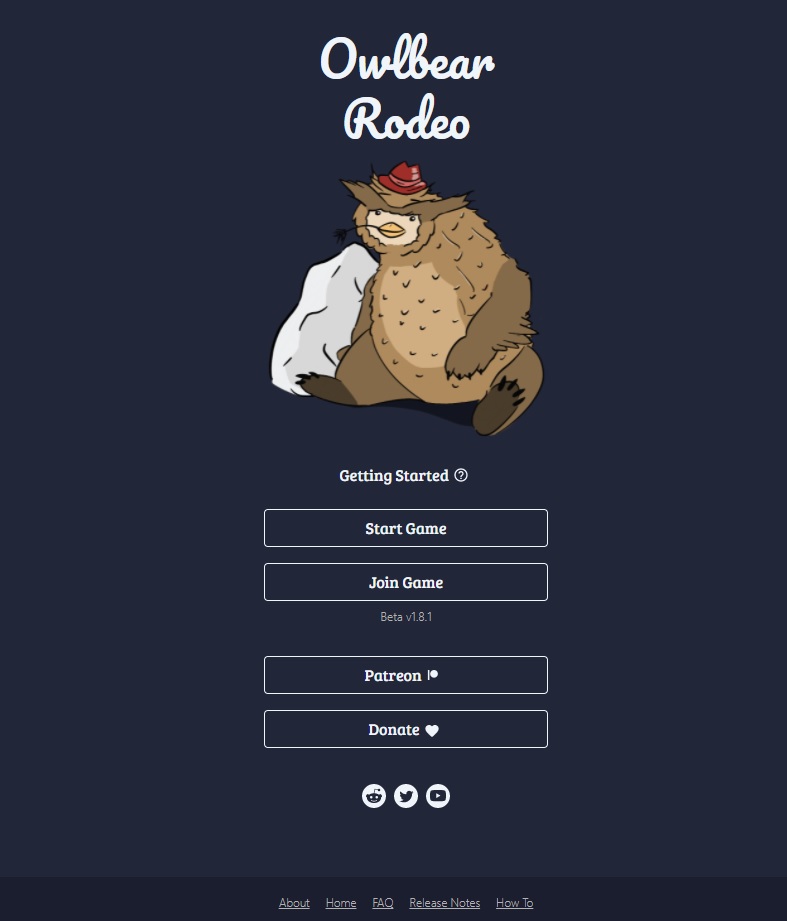 Owlbear
Rodeo
Getting Started
Start Game
Join Game
Beta v1.8.1
Patreon
Donate
About Home FAQ Release Notes How To